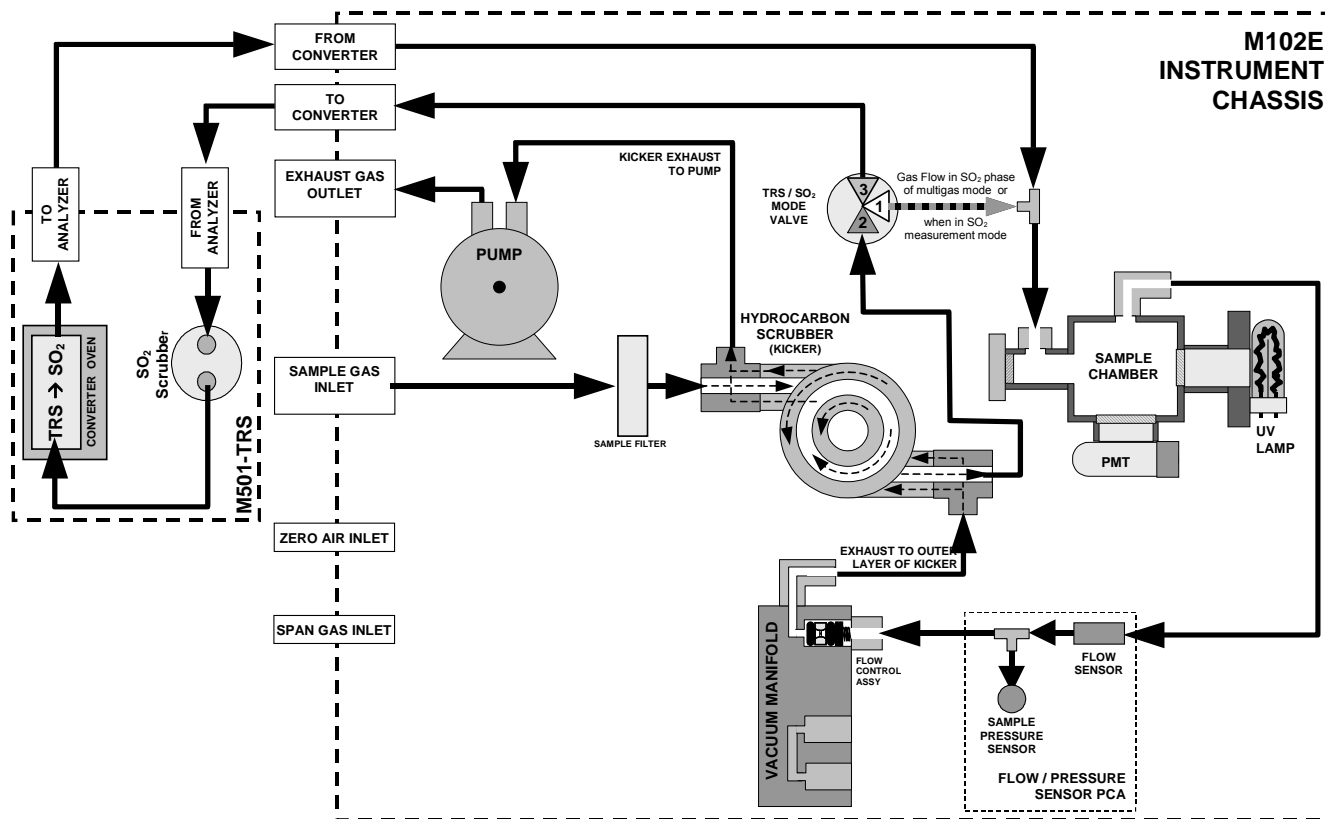 M102E
INSTRUMENT
CHASSIS
FROM
CONVERTER
TO
CONVERTER
EXHAUST GAS
OUTLET
KICKER EXHAUST
TO PUMP
PUMP
TRS / SO₂
MODE
VALVE
3
1
2
Gas Flow in SO₂ phase
of multigas mode or
when in SO₂
measurement mode
TO
ANALYZER
FROM
ANALYZER
TRS → SO₂
CONVERTER OVEN
SO₂
Scrubber
M501-TRS
SAMPLE GAS
INLET
SAMPLE FILTER
HYDROCARBON
SCRUBBER
(KICKER)
SAMPLE
CHAMBER
UV
LAMP
PMT
ZERO AIR INLET
SPAN GAS INLET
EXHAUST TO OUTER
LAYER OF KICKER
VACUUM MANIFOLD
FLOW
CONTROL
ASSY
FLOW
SENSOR
SAMPLE
PRESSURE
SENSOR
FLOW / PRESSURE
SENSOR PCA